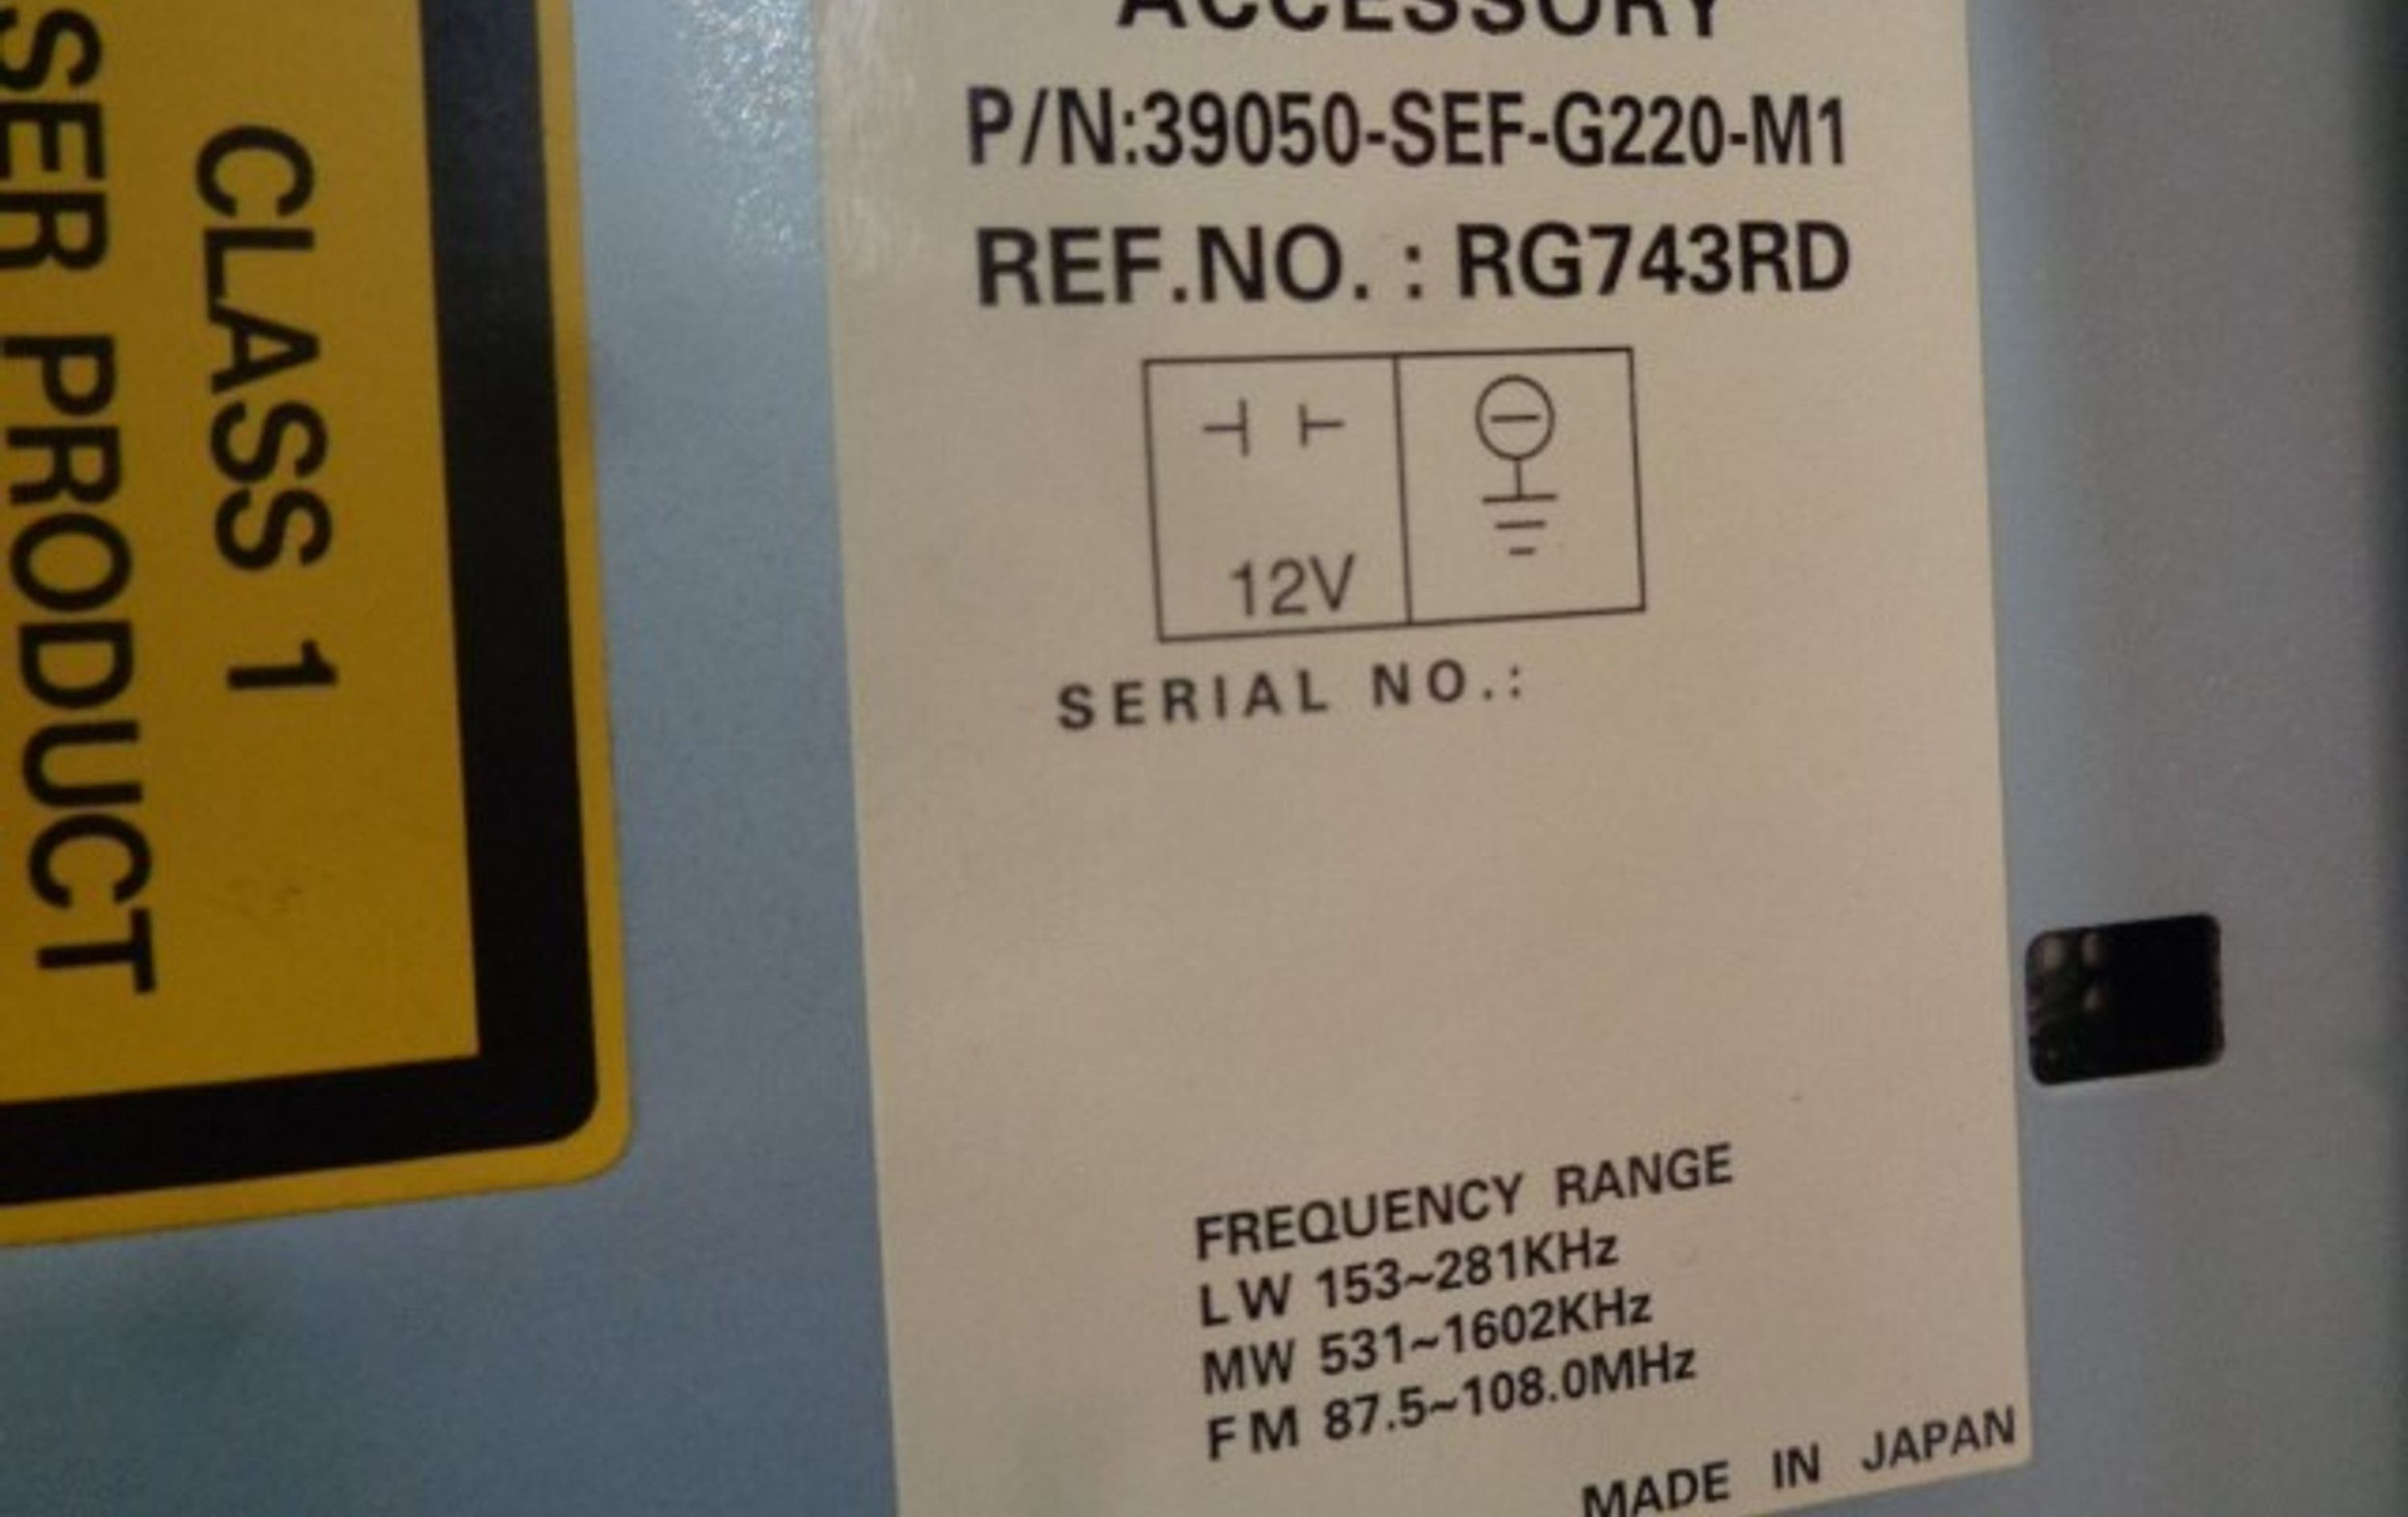 CLASS 1
SER PRODUCT
ACCESSORY
P/N:39050-SEF-G220-M1
REF.NO. : RG743RD
12V
SERIAL NO.:
FREQUENCY RANGE
LW 153~281KHz
MW 531~1602KHz
FM 87.5~108.0MHz
MADE IN JAPAN